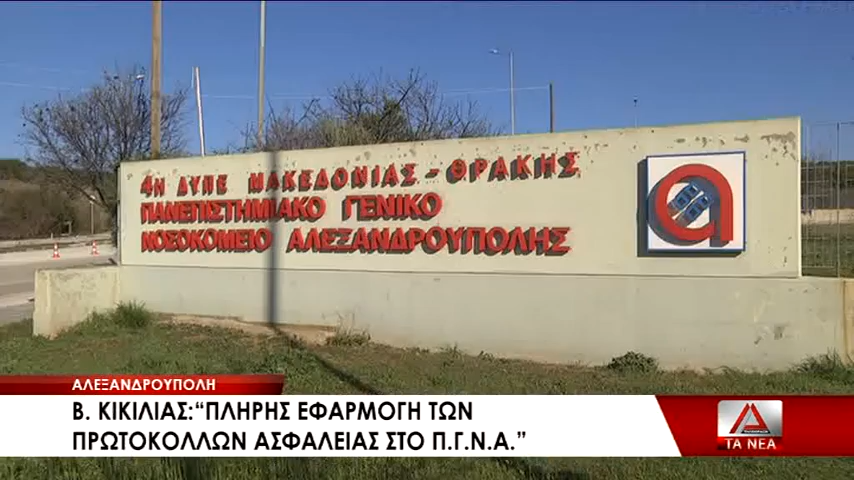 4Η ΔΥΠΕ ΜΑΚΕΔΟΝΙΑΣ - ΘΡΑΚΗΣ
ΠΑΝΕΠΙΣΤΗΜΙΑΚΟ ΓΕΝΙΚΟ
ΝΟΣΟΚΟΜΕΙΟ ΑΛΕΞΑΝΔΡΟΥΠΟΛΗΣ
ΑΛΕΞΑΝΔΡΟΥΠΟΛΗ
Β. ΚΙΚΙΛΙΑΣ:“ΠΛΗΡΗΣ ΕΦΑΡΜΟΓΗ ΤΩΝ
ΠΡΩΤΟΚΟΛΛΩΝ ΑΣΦΑΛΕΙΑΣ ΣΤΟ Π.Γ.Ν.Α.”
ΤΑ ΝΕΑ